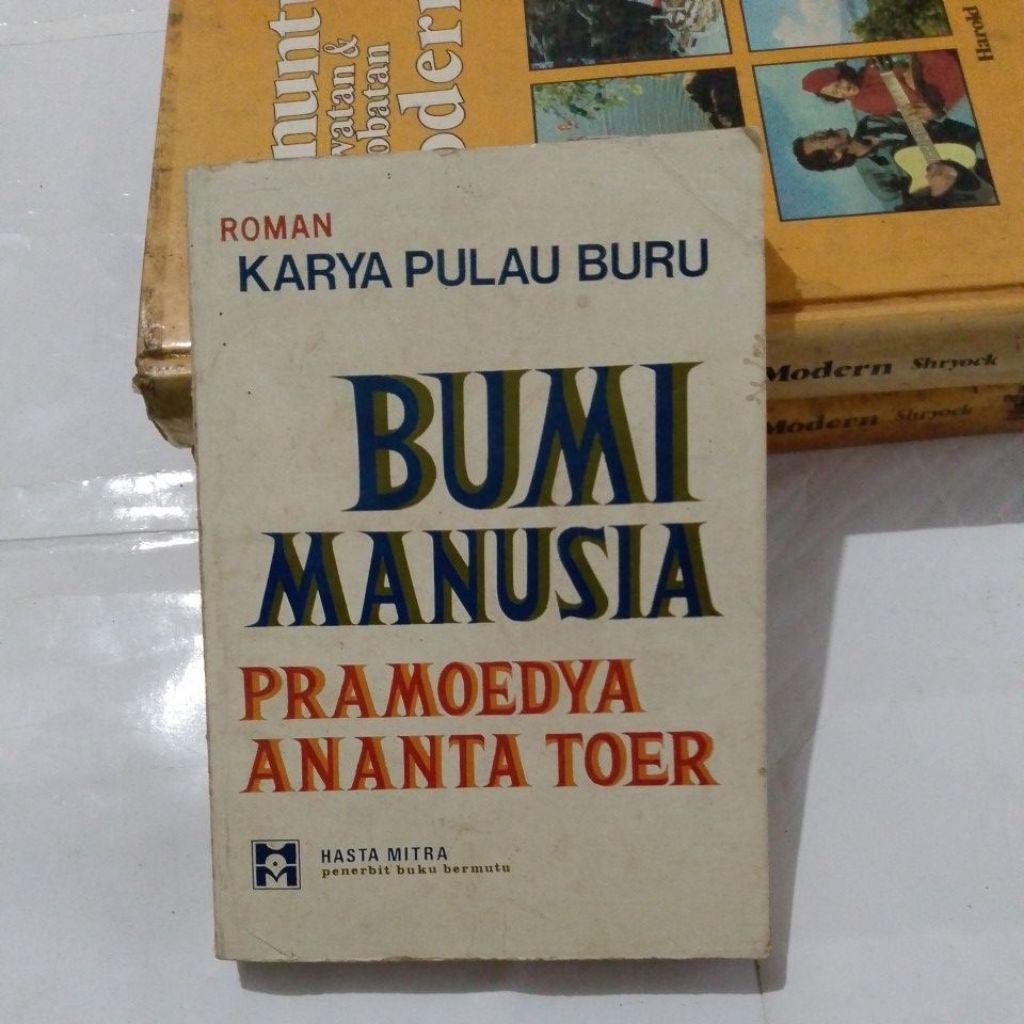 ROMAN
KARYA PULAU BURU
BUMI
MANUSIA
PRAMOEDYA
ANANTA TOER
HASTA MITRA
penerbit buku bermutu
Harold
Modern Shryock
Modern Shryock